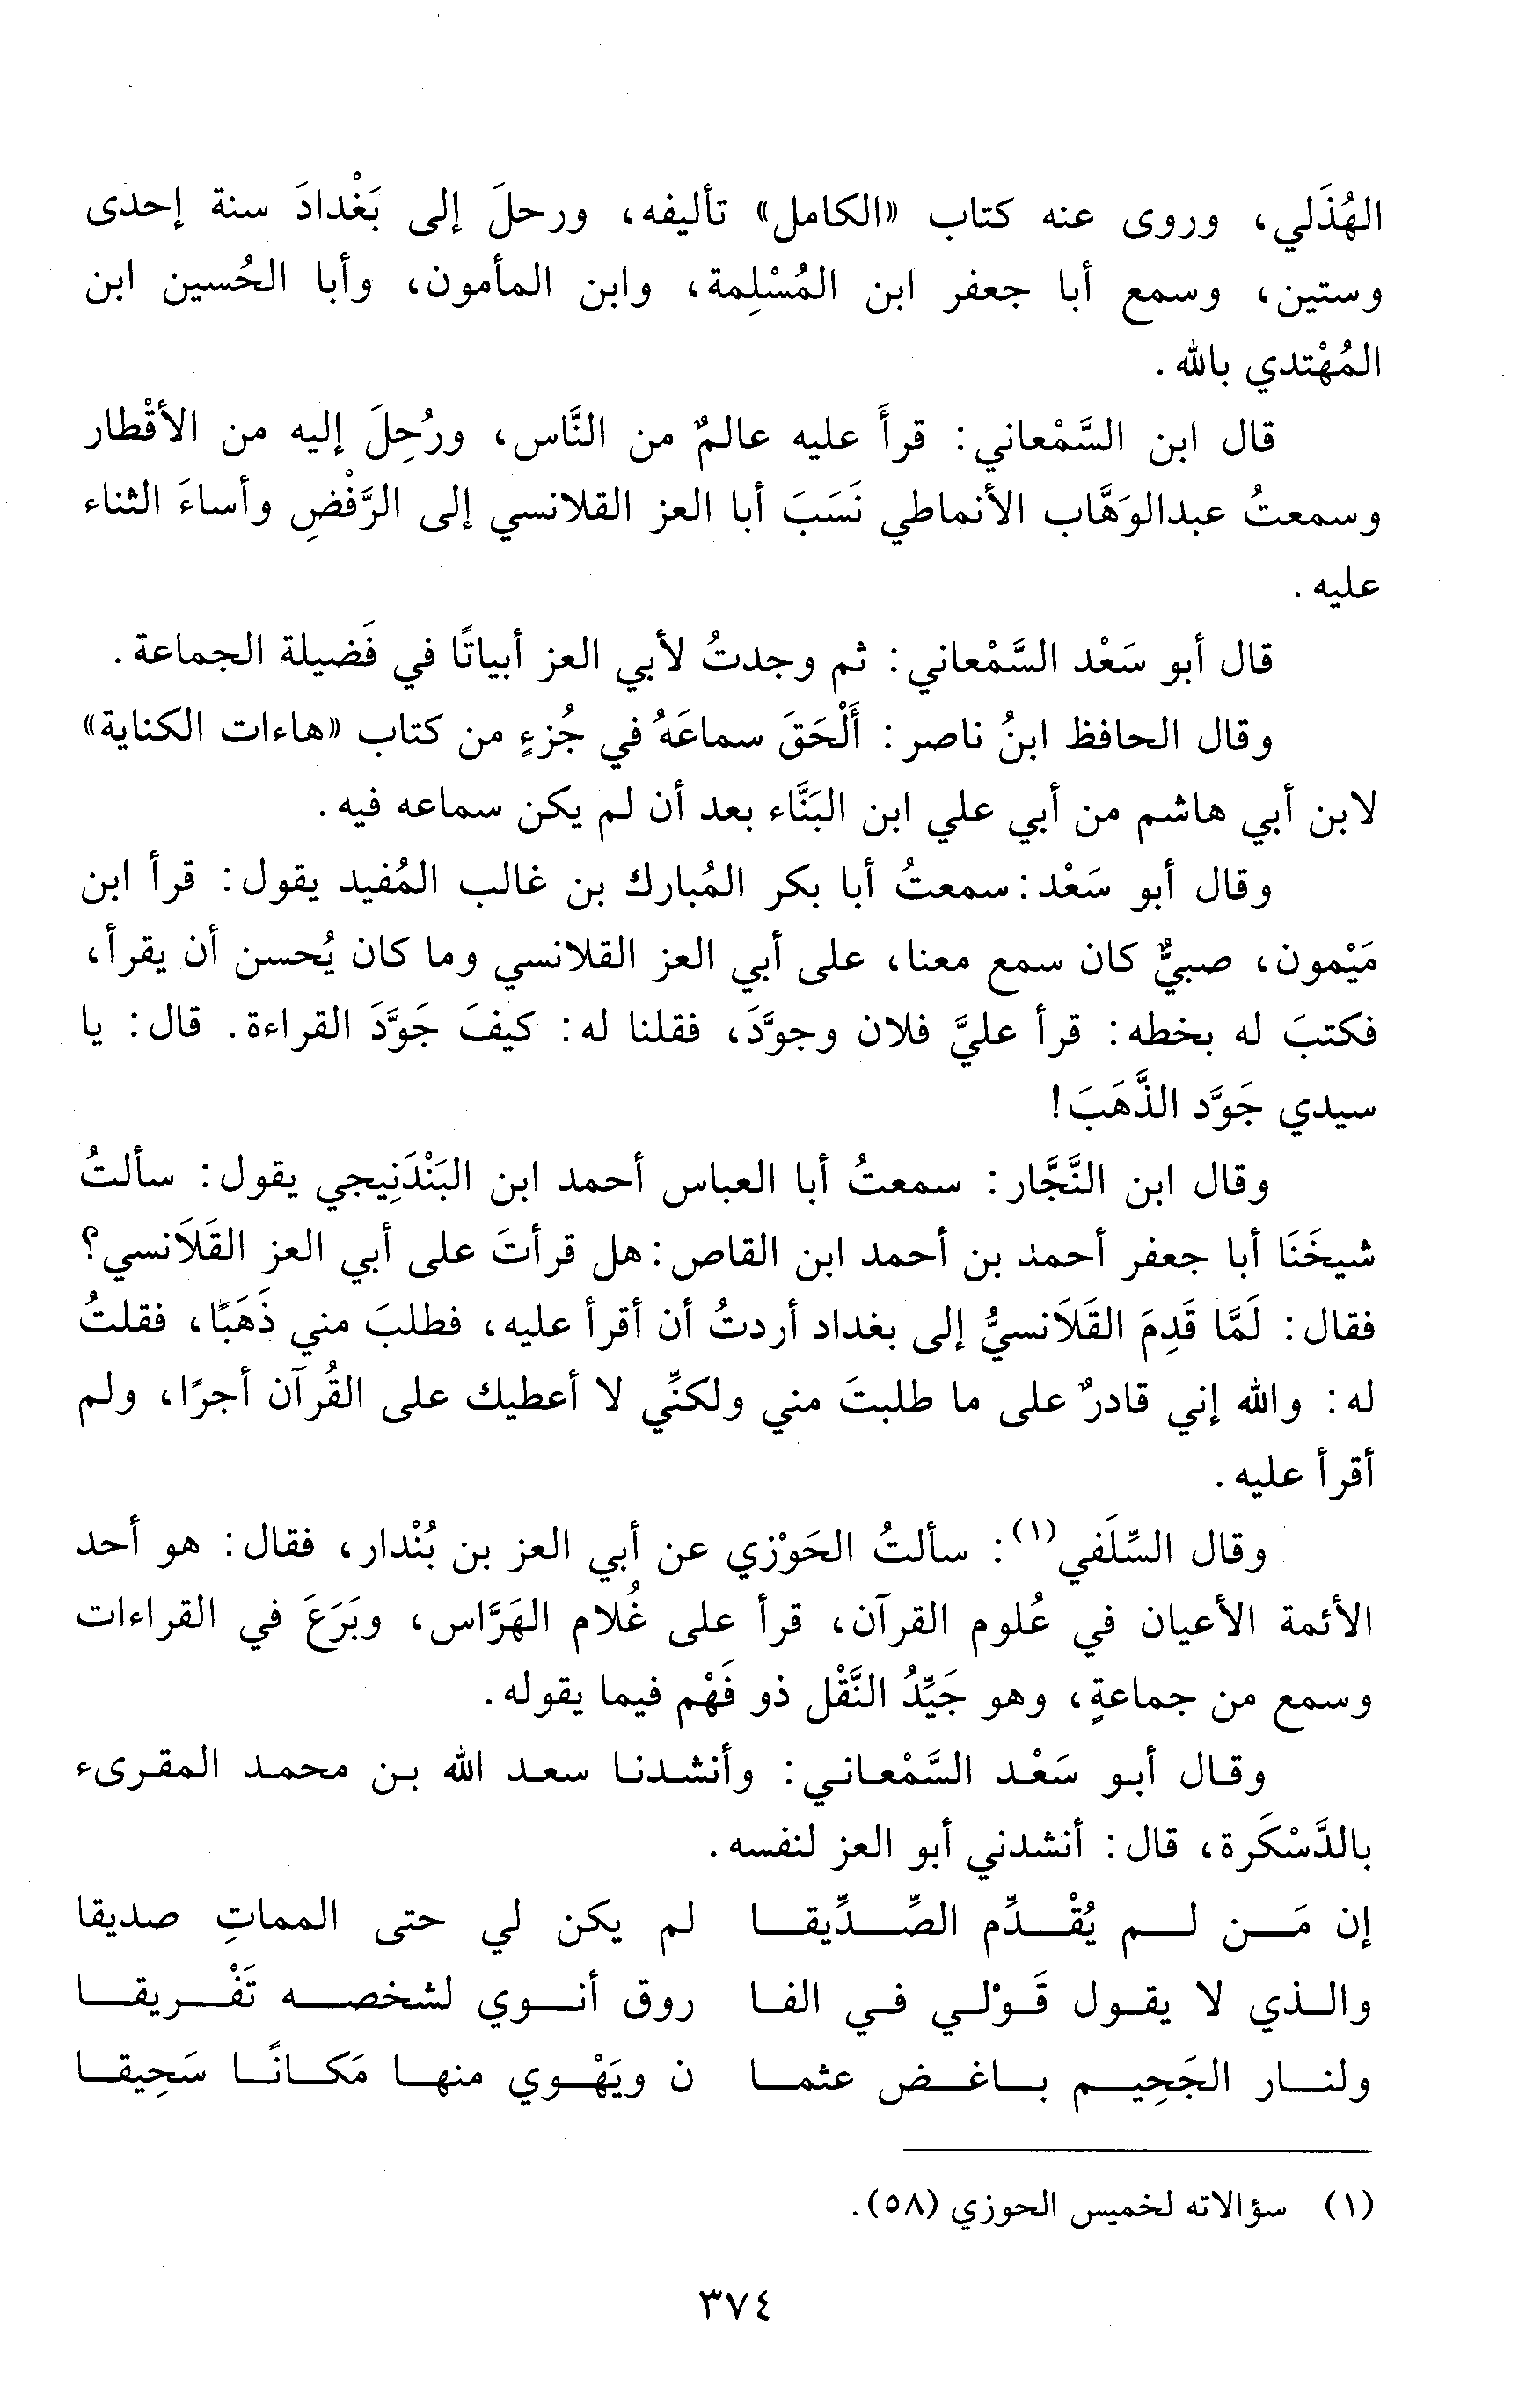 الهُذَلي، وروى عنه كتاب «الكامل» تأليفه، ورحلَ إلى بَغْدادَ سنة إحدى
وستين، وسمع أبا جعفر ابن المُسْلِمة، وابن المأمون، وأبا الحُسين ابن
المُهْتدي بالله.
قال ابن السَّمْعاني: قرأَ عليه عالمٌ من النَّاس، ورُحِلَ إليه من الأقْطار
وسمعتُ عبدالوَهَّاب الأنماطي نَسَبَ أبا العز القلانسي إلى الرَّفْضِ وأساءَ الثناء
عليه.
قال أبو سَعْد السَّمْعاني: ثم وجدتُ لأبي العز أبياتًا في فَضيلة الجماعة.
وقال الحافظ ابنُ ناصر: أَلْحَقَ سماعَهُ في جُزءٍ من كتاب «هاءات الكناية»
لابن أبي هاشم من أبي علي ابن البَنَّاء بعد أن لم يكن سماعه فيه.
وقال أبو سَعْد: سمعتُ أبا بكر المُبارك بن غالب المُفيد يقول: قرأ ابن
مَيْمون، صبيٌّ كان سمع معنا، على أبي العز القلانسي وما كان يُحسن أن يقرأ،
فكتبَ له بخطه: قرأ عليَّ فلان وجوَّدَ، فقلنا له: كيفَ جَوَّدَ القراءة. قال: يا
سيدي جَوَّد الذَّهَبَ!
وقال ابن النَّجَّار: سمعتُ أبا العباس أحمد ابن البَنْدَنِيجي يقول: سألتُ
شيخَنَا أبا جعفر أحمد بن أحمد ابن القاص: هل قرأتَ على أبي العز القَلَانسي؟
فقال: لَمَّا قَدِمَ القَلَانسيُّ إلى بغداد أردتُ أن أقرأ عليه، فطلبَ مني ذَهَبًا، فقلتُ
له: والله إني قادرٌ على ما طلبتَ مني ولكنِّي لا أعطيك على القُرآن أجرًا، ولم
أقرأ عليه.
وقال السِّلَفي(١): سألتُ الحَوْزي عن أبي العز بن بُنْدار، فقال: هو أحد
الأئمة الأعيان في عُلوم القرآن، قرأ على غُلام الهَرَّاس، وبَرَعَ في القراءات
وسمع من جماعةٍ، وهو جَيِّدُ النَّقْل ذو فَهْم فيما يقوله.
وقال أبو سَعْد السَّمْعاني: وأنشدنا سعد الله بن محمد المقرىء
بالدَّسْكَرة، قال: أنشدني أبو العز لنفسه.
إن مَن لم يُقْدِّم الصِّدِّيقا لم يكن لي حتى المماتِ صديقا
والذي لا يقول قَوْلي في الفا روق أنوي لشخصه تَفْريقا
ولنار الجَحِيم باغض عثما ن ويَهْوي منها مَكانًا سَحِيقا
(١) سؤالاته لخميس الحوزي (٥٨).
٣٧٤